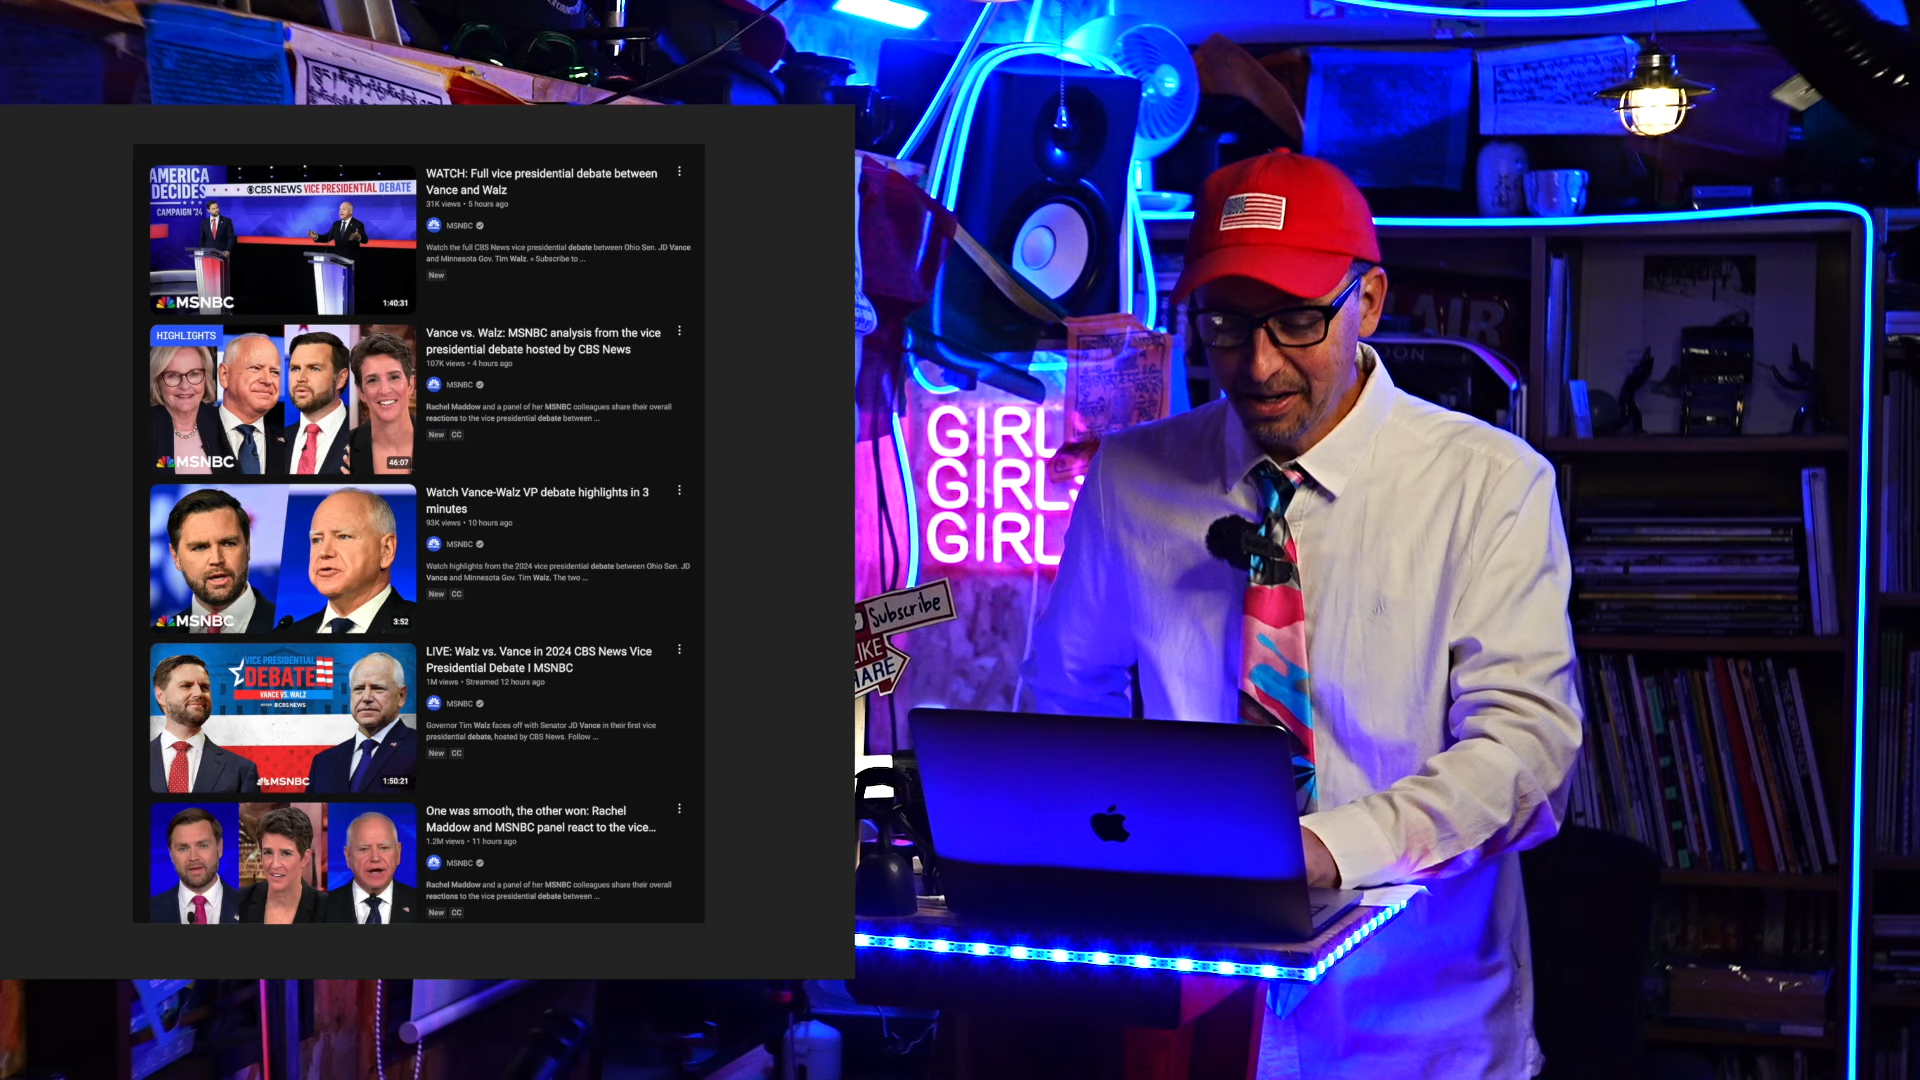 AMERICA
DECIDES
CAMPAIGN '24
CBS NEWS VICE PRESIDENTIAL DEBATE
MSNBC
1:40:31
WATCH: Full vice presidential debate between
Vance and Walz
31K views • 5 hours ago
MSNBC
Watch the full CBS News vice presidential debate between Ohio Sen. JD Vance
and Minnesota Gov. Tim Walz. » Subscribe to ...
New
HIGHLIGHTS
MSNBC
46:07
Vance vs. Walz: MSNBC analysis from the vice
presidential debate hosted by CBS News
107K views • 4 hours ago
MSNBC
Rachel Maddow and a panel of her MSNBC colleagues share their overall
reactions to the vice presidential debate between ...
New CC
MSNBC
3:52
Watch Vance-Walz VP debate highlights in 3
minutes
93K views • 10 hours ago
MSNBC
Watch highlights from the 2024 vice presidential debate between Ohio Sen. JD
Vance and Minnesota Gov. Tim Walz. The two ...
New CC
VICE PRESIDENTIAL
DEBATE
VANCE VS. WALZ
CBS NEWS
MSNBC
1:50:21
LIVE: Walz vs. Vance in 2024 CBS News Vice
Presidential Debate I MSNBC
1M views • Streamed 12 hours ago
MSNBC
Governor Tim Walz faces off with Senator JD Vance in their first vice
presidential debate, hosted by CBS News. Follow ...
New CC
One was smooth, the other won: Rachel
Maddow and MSNBC panel react to the vice...
1.2M views • 11 hours ago
MSNBC
Rachel Maddow and a panel of her MSNBC colleagues share their overall
reactions to the vice presidential debate between ...
New CC
GIRL
GIRLS
GIRL
Subscribe
IKE
HARE
AIR